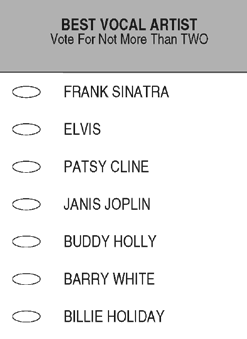 BEST VOCAL ARTIST
Vote For Not More Than TWO
FRANK SINATRA
ELVIS
PATSY CLINE
JANIS JOPLIN
BUDDY HOLLY
BARRY WHITE
BILLIE HOLIDAY